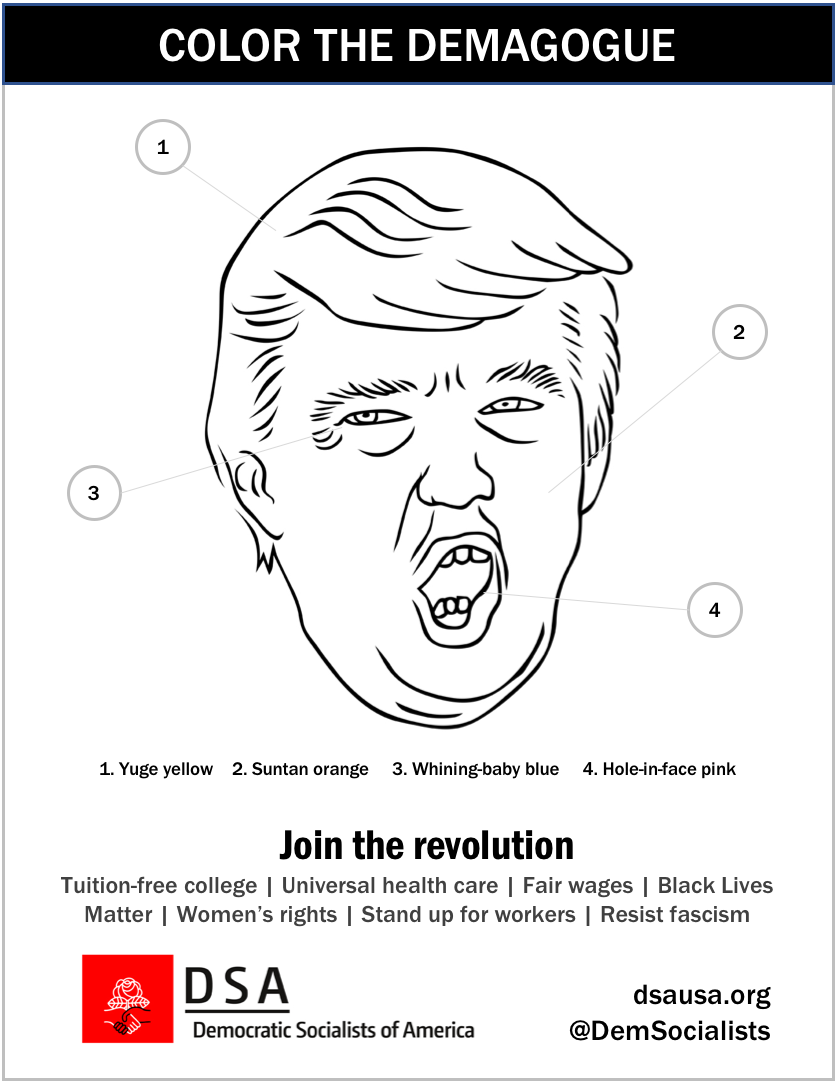 COLOR THE DEMAGOGUE
1
2
3
4
1. Yuge yellow 2. Suntan orange 3. Whining-baby blue 4. Hole-in-face pink
Join the revolution
Tuition-free college | Universal health care | Fair wages | Black Lives
Matter | Women’s rights | Stand up for workers | Resist fascism
DSA
Democratic Socialists of America
dsausa.org
@DemSocialists